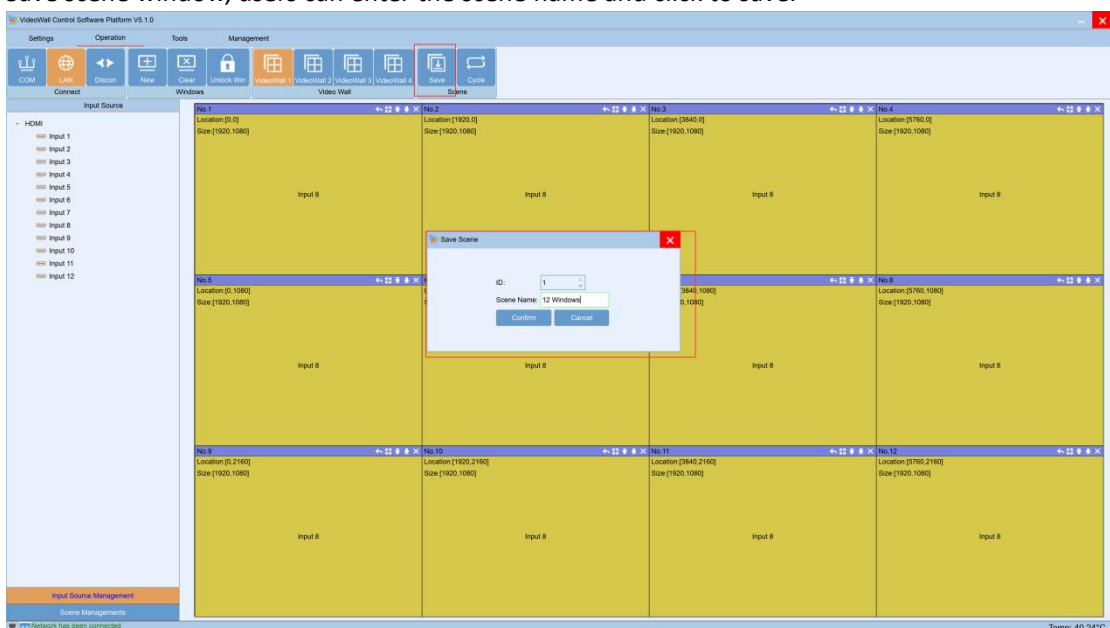 save scene window, users can enter the scene name and click to save.
VideoWall Control Software Platform V5.1.0
Settings Operation Tools Management
COM LAN Discon New Clear Unlock Win VideoWall 1 VideoWall 2 VideoWall 3 VideoWall 4 Save Cycle
Connect Windows Video Wall Scene
Input Source
- HDMI
Input 1
Input 2
Input 3
Input 4
Input 5
Input 6
Input 7
Input 8
Input 9
Input 10
Input 11
Input 12
No.1 No.2 No.3 No.4
Location:[0,0] Location:[1920,0] Location:[3840,0] Location:[5760,0]
Size:[1920,1080] Size:[1920,1080] Size:[1920,1080] Size:[1920,1080]
Input 8 Input 8 Input 8 Input 8
Save Scene
ID: 1
Scene Name: 12 Windows
Confirm Cancel
No.5 No.8
Location:[0,1080] [3840,1080] Location:[5760,1080]
Size:[1920,1080] 0,1080] Size:[1920,1080]
Input 8 Input 8 Input 8 Input 8
No.9 No.10 No.11 No.12
Location:[0,2160] Location:[1920,2160] Location:[3840,2160] Location:[5760,2160]
Size:[1920,1080] Size:[1920,1080] Size:[1920,1080] Size:[1920,1080]
Input 8 Input 8 Input 8 Input 8
Input Source Management
Scene Managements
Network has been connected
Temp: 40.24°C